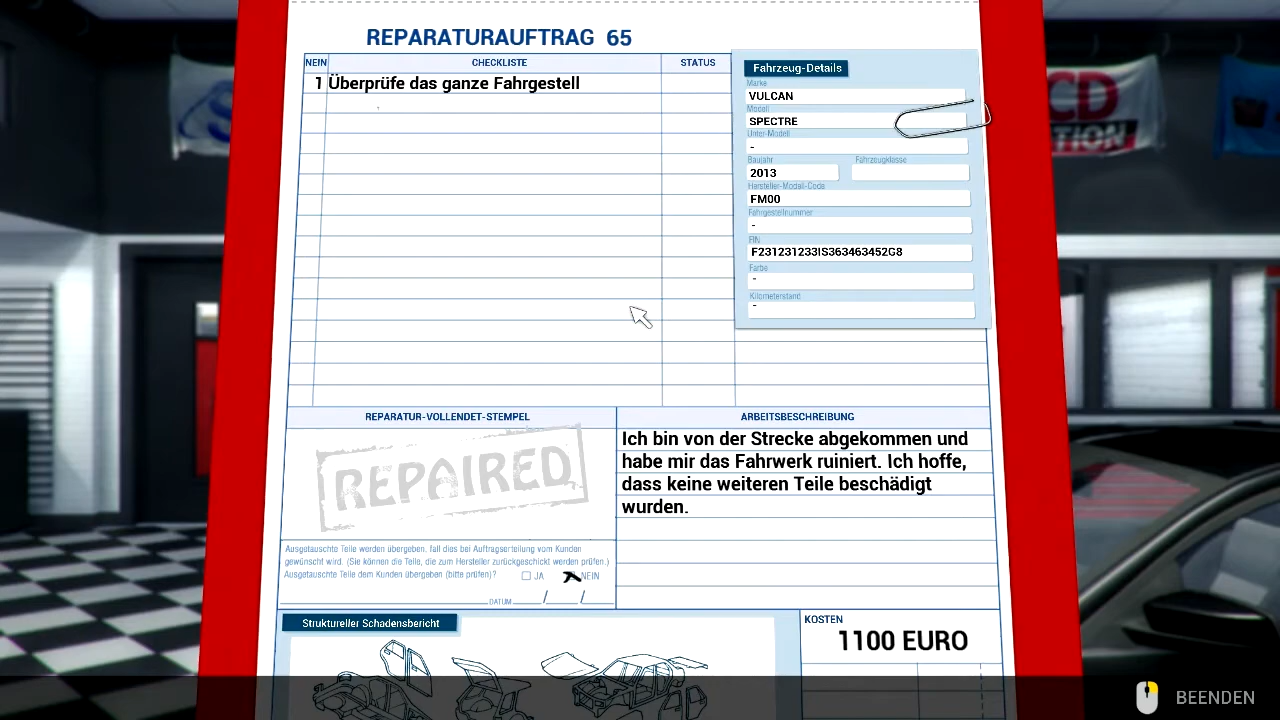 REPARATURAUFTRAG 65
NEIN CHECKLISTE STATUS
1 Überprüfe das ganze Fahrgestell
Fahrzeug-Details
Marke
VULCAN
Modell
SPECTRE
Unter-Modell
-
Baujahr Fahrzeugklasse
2013
Hersteller-Modell-Code
FM00
Fahrgestellnummer
-
FIN
F231231233IS363463452G8
Farbe
-
Kilometerstand
-
CD
REPARATUR-VOLLENDET-STEMPEL
REPAIRED
Ausgetauschte Teile werden übergeben, fall dies bei Auftragserteilung vom Kunden
gewünscht wird. (Sie können die Teile, die zum Hersteller zurückgeschickt werden prüfen.)
Ausgetauschte Teile dem Kunden übergeben (bitte prüfen)? JA NEIN
DATUM / /
ARBEITSBESCHREIBUNG
Ich bin von der Strecke abgekommen und
habe mir das Fahrwerk ruiniert. Ich hoffe,
dass keine weiteren Teile beschädigt
wurden.
Struktureller Schadensbericht
KOSTEN
1100 EURO
BEENDEN